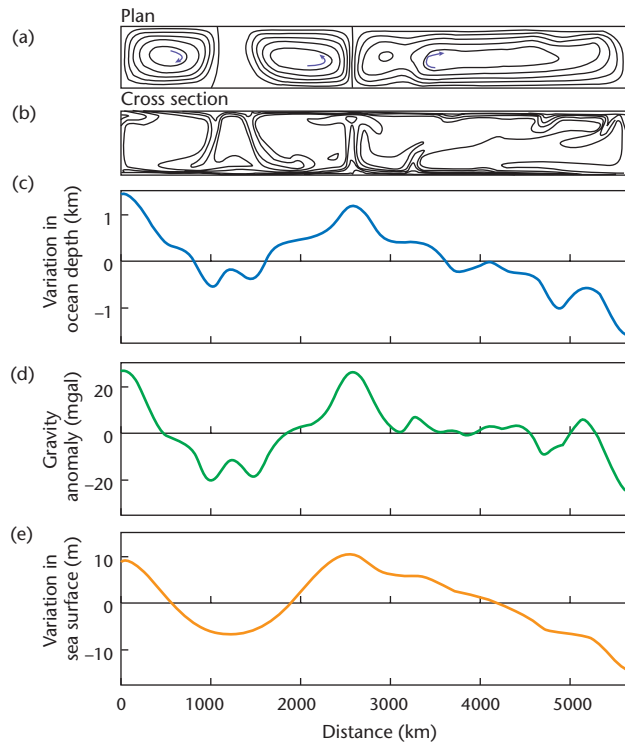 Plan
(a)
(b)
Cross section
(c)
Variation in
ocean depth (km)
1
0
−1
(d)
Gravity
anomaly (mgal)
20
0
−20
(e)
Variation in
sea surface (m)
10
0
−10
0 1000 2000 3000 4000 5000
Distance (km)